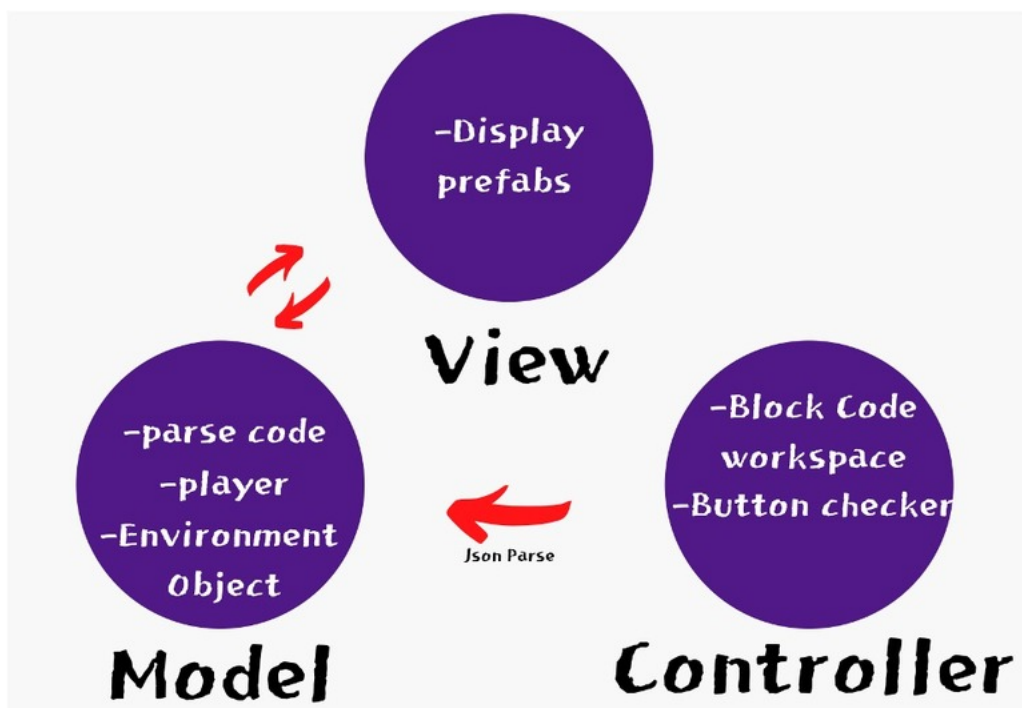 -Display
prefabs
View
-parse code
-player
-Environment
Object
Model
Json Parse
-Block Code
workspace
-Button checker
Controller